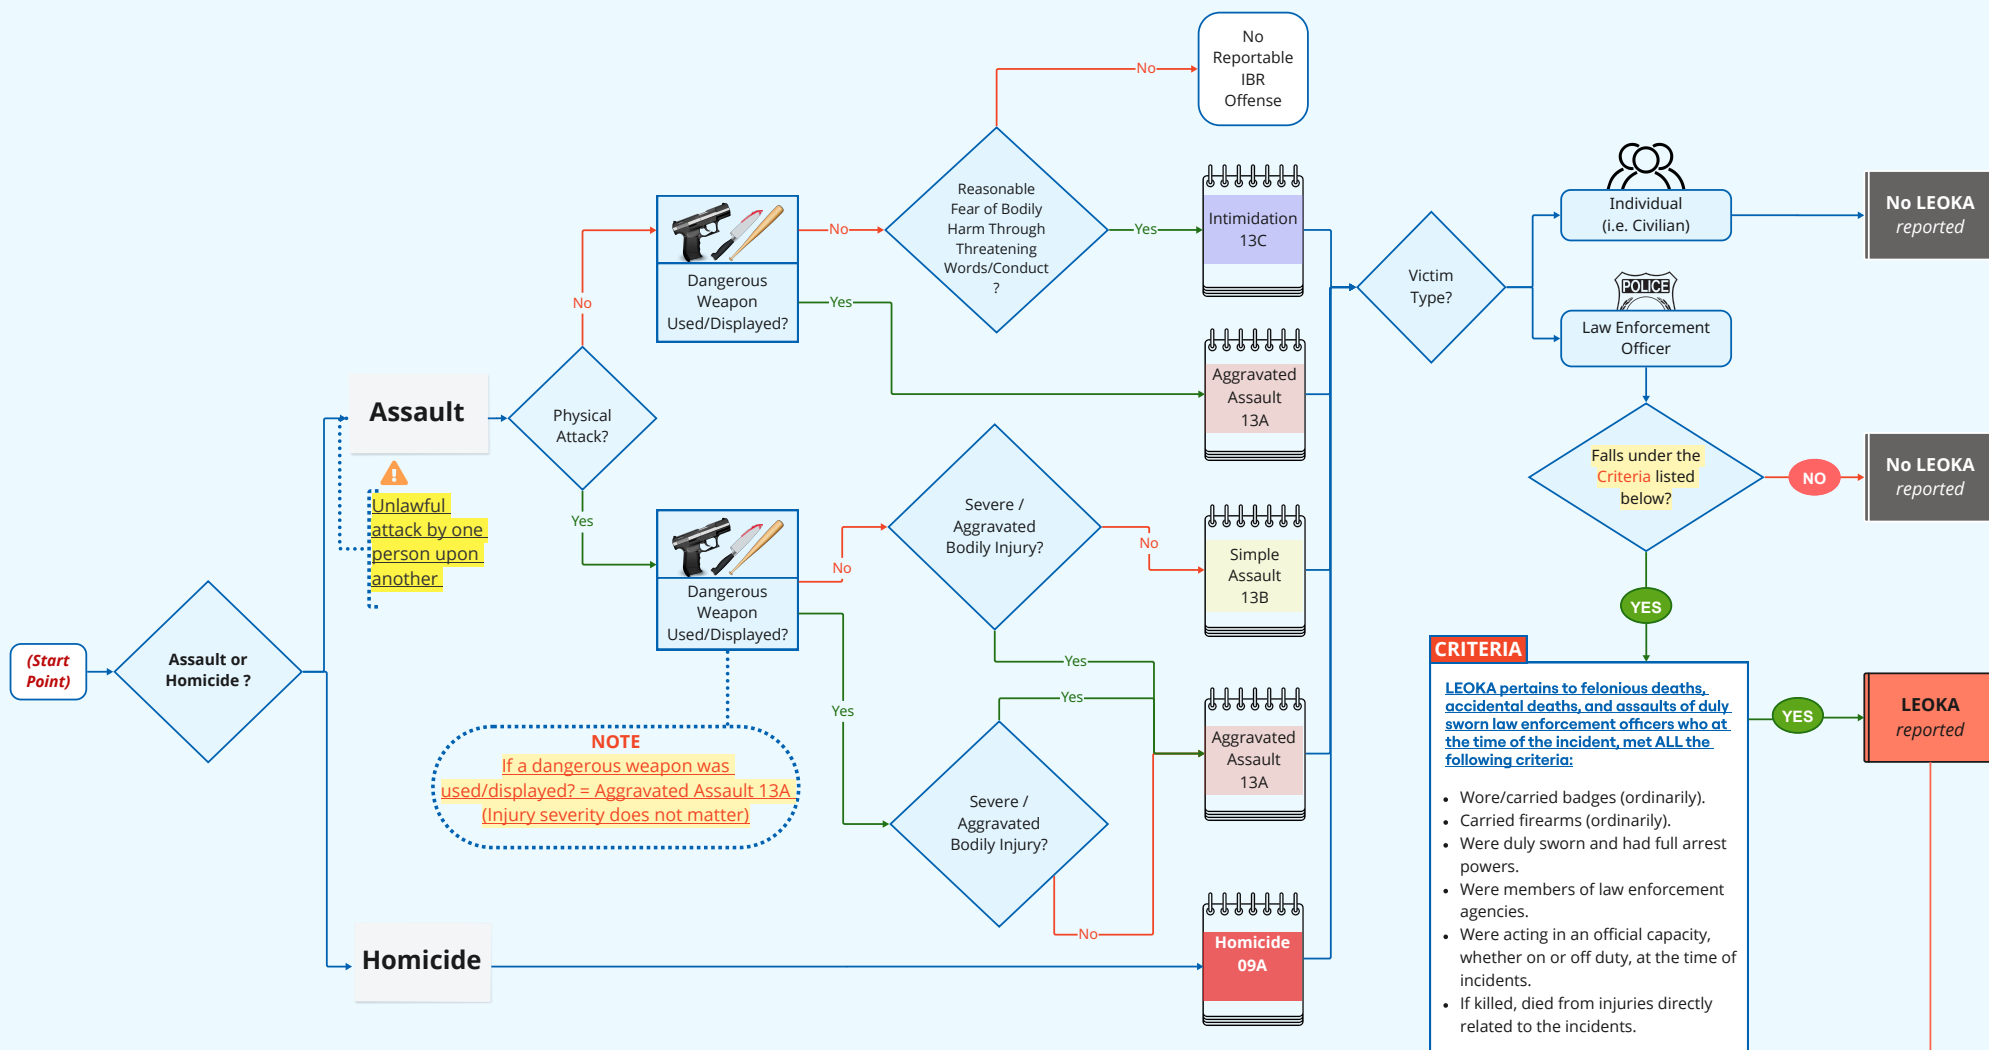 (Start
Point)
Assault or
Homicide ?
Assault
Unlawful
attack by one
person upon
another
Homicide
Physical
Attack?
No
Yes
Dangerous
Weapon
Used/Displayed?
No
Yes
Reasonable
Fear of Bodily
Harm Through
Threatening
Words/Conduct
?
No
Yes
No
Reportable
IBR
Offense
Intimidation
13C
Aggravated
Assault
13A
Dangerous
Weapon
Used/Displayed?
No
Yes
NOTE
If a dangerous weapon was
used/displayed? = Aggravated Assault 13A
(Injury severity does not matter)
Severe /
Aggravated
Bodily Injury?
No
Yes
Simple
Assault
13B
Severe /
Aggravated
Bodily Injury?
Yes
No
Aggravated
Assault
13A
Homicide
09A
Victim
Type?
Individual
(i.e. Civilian)
No LEOKA
reported
POLICE
Law Enforcement
Officer
Falls under the
Criteria listed
below?
NO
No LEOKA
reported
YES
CRITERIA
LEOKA pertains to felonious deaths,
accidental deaths, and assaults of duly
sworn law enforcement officers who at
the time of the incident, met ALL the
following criteria:
• Wore/carried badges (ordinarily).
• Carried firearms (ordinarily).
• Were duly sworn and had full arrest
powers.
• Were members of law enforcement
agencies.
• Were acting in an official capacity,
whether on or off duty, at the time of
incidents.
• If killed, died from injuries directly
related to the incidents.
YES
LEOKA
reported